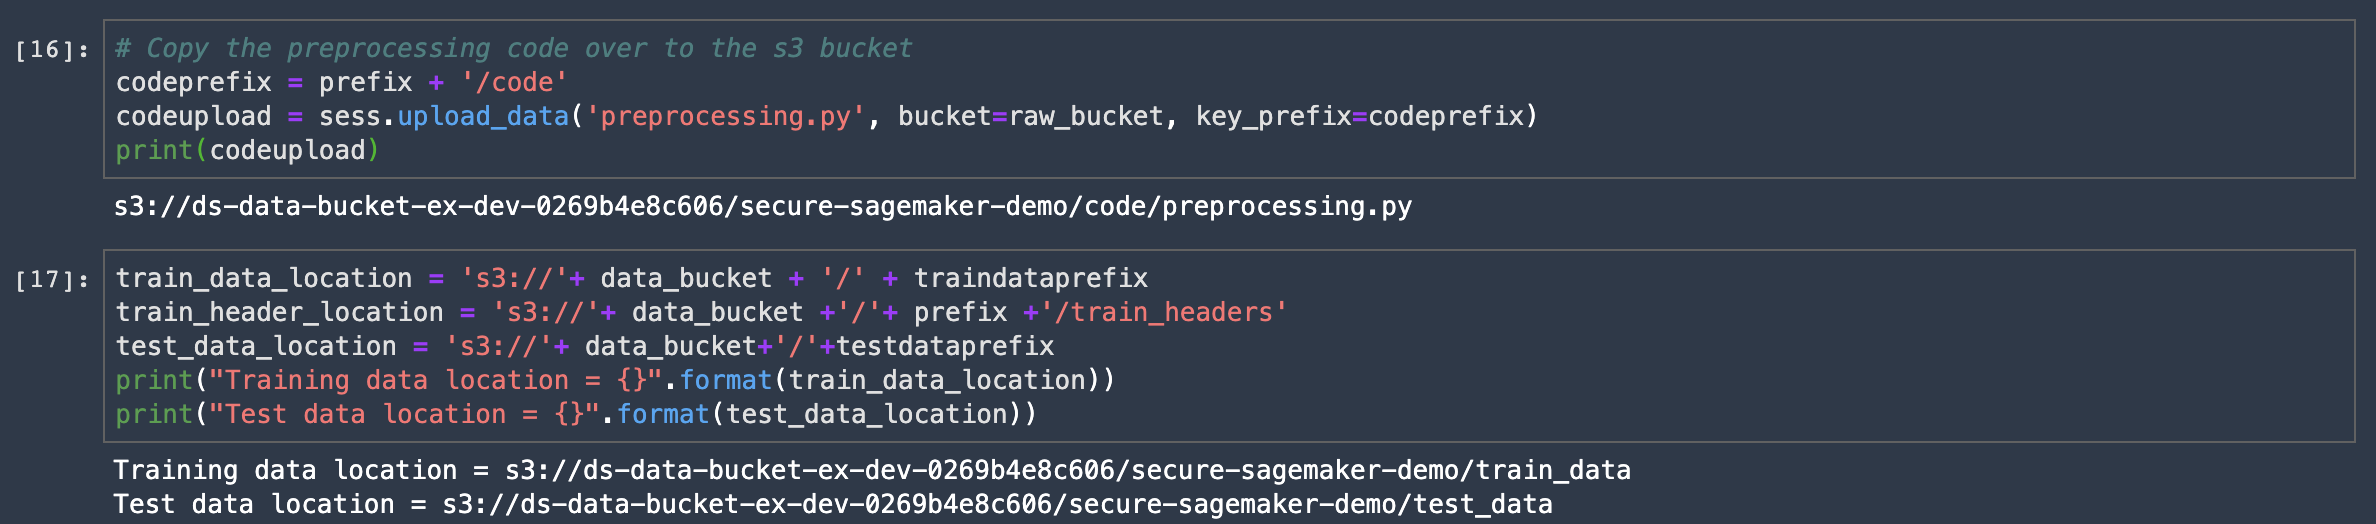 [16]:
# Copy the preprocessing code over to the s3 bucket
codeprefix = prefix + '/code'
codeupload = sess.upload_data('preprocessing.py', bucket=raw_bucket, key_prefix=codeprefix)
print(codeupload)
s3://ds-data-bucket-ex-dev-0269b4e8c606/secure-sagemaker-demo/code/preprocessing.py
[17]:
train_data_location = 's3://'+ data_bucket + '/' + traindataprefix
train_header_location = 's3://'+ data_bucket +'/'+ prefix +'/train_headers'
test_data_location = 's3://'+ data_bucket+'/'+testdataprefix
print("Training data location = {}".format(train_data_location))
print("Test data location = {}".format(test_data_location))
Training data location = s3://ds-data-bucket-ex-dev-0269b4e8c606/secure-sagemaker-demo/train_data
Test data location = s3://ds-data-bucket-ex-dev-0269b4e8c606/secure-sagemaker-demo/test_data